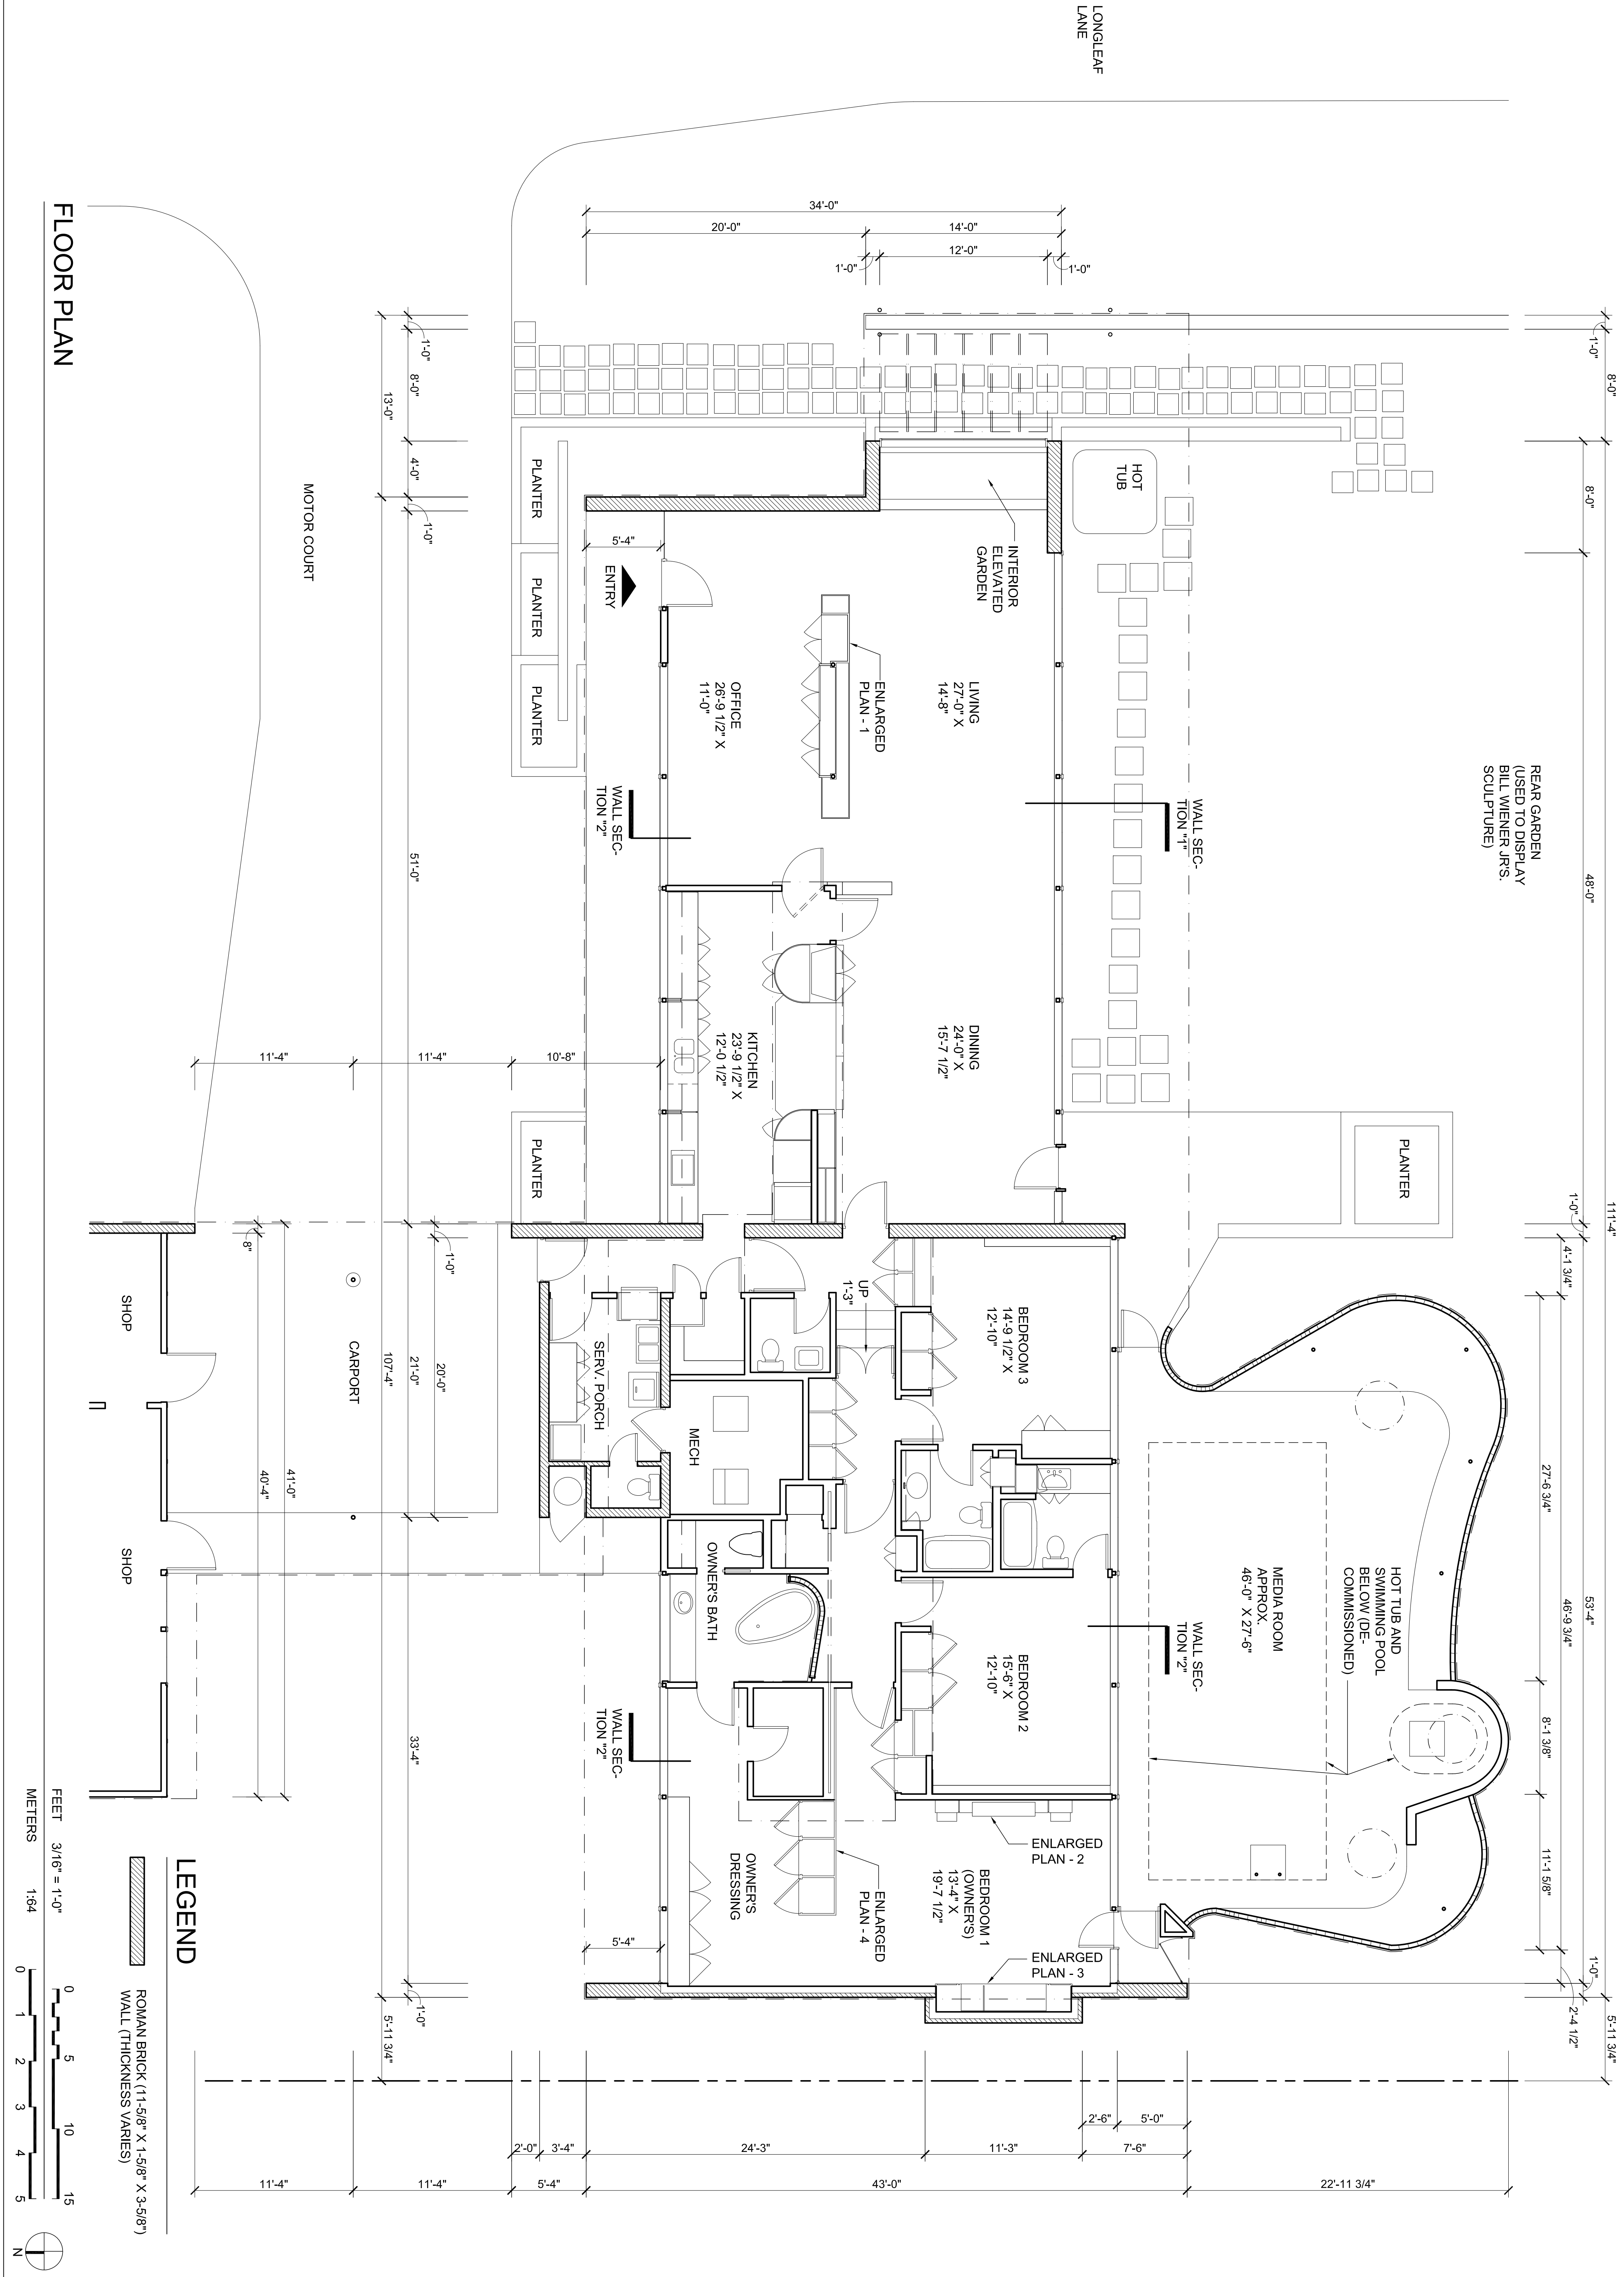 LONGLEAF
LANE
34'-0"
20'-0"
14'-0"
12'-0"
1'-0"
1'-0"
1'-0"
8'-0"
8'-0"
48'-0"
111'-4"
1'-0"
4'-1 3/4"
27'-6 3/4"
46'-9 3/4"
53'-4"
8'-1 3/8"
11'-1 5/8"
1'-0"
2'-4 1/2"
5'-11 3/4"
REAR GARDEN
(USED TO DISPLAY
BILL WIENER JR'S.
SCULPTURE)
HOT
TUB
PLANTER
WALL SEC-
TION "1"
HOT TUB AND
SWIMMING POOL
BELOW (DE-
COMMISSIONED)
MEDIA ROOM
APPROX.
46'-0" X 27'-6"
WALL SEC-
TION "2"
INTERIOR
ELEVATED
GARDEN
LIVING
27'-0" X
14'-8"
DINING
24'-0" X
15'-7 1/2"
ENLARGED
PLAN - 1
OFFICE
26'-9 1/2" X
11'-0"
KITCHEN
23'-9 1/2" X
12'-0 1/2"
BEDROOM 3
14'-9 1/2" X
12'-10"
BEDROOM 2
15'-6" X
12'-10"
UP
1'-3"
ENLARGED
PLAN - 2
BEDROOM 1
(OWNER'S)
13'-4" X
19'-7 1/2"
ENLARGED
PLAN - 3
ENLARGED
PLAN - 4
OWNER'S
DRESSING
OWNER'S BATH
MECH
SERV. PORCH
5'-4"
ENTRY
WALL SEC-
TION "2"
WALL SEC-
TION "2"
5'-4"
PLANTER
PLANTER
PLANTER
PLANTER
1'-0"
8'-0"
4'-0"
1'-0"
13'-0"
51'-0"
10'-8"
11'-4"
11'-4"
1'-0"
20'-0"
21'-0"
107'-4"
33'-4"
1'-0"
5'-11 3/4"
MOTOR COURT
8"
41'-0"
40'-4"
CARPORT
SHOP
SHOP
11'-4"
11'-4"
5'-4"
2'-0"
3'-4"
24'-3"
11'-3"
2'-6"
5'-0"
7'-6"
43'-0"
22'-11 3/4"
LEGEND
ROMAN BRICK (11-5/8" X 1-5/8" X 3-5/8")
WALL (THICKNESS VARIES)
FLOOR PLAN
FEET 3/16" = 1'-0"
0 5 10 15
METERS 1:64
0 1 2 3 4 5
N